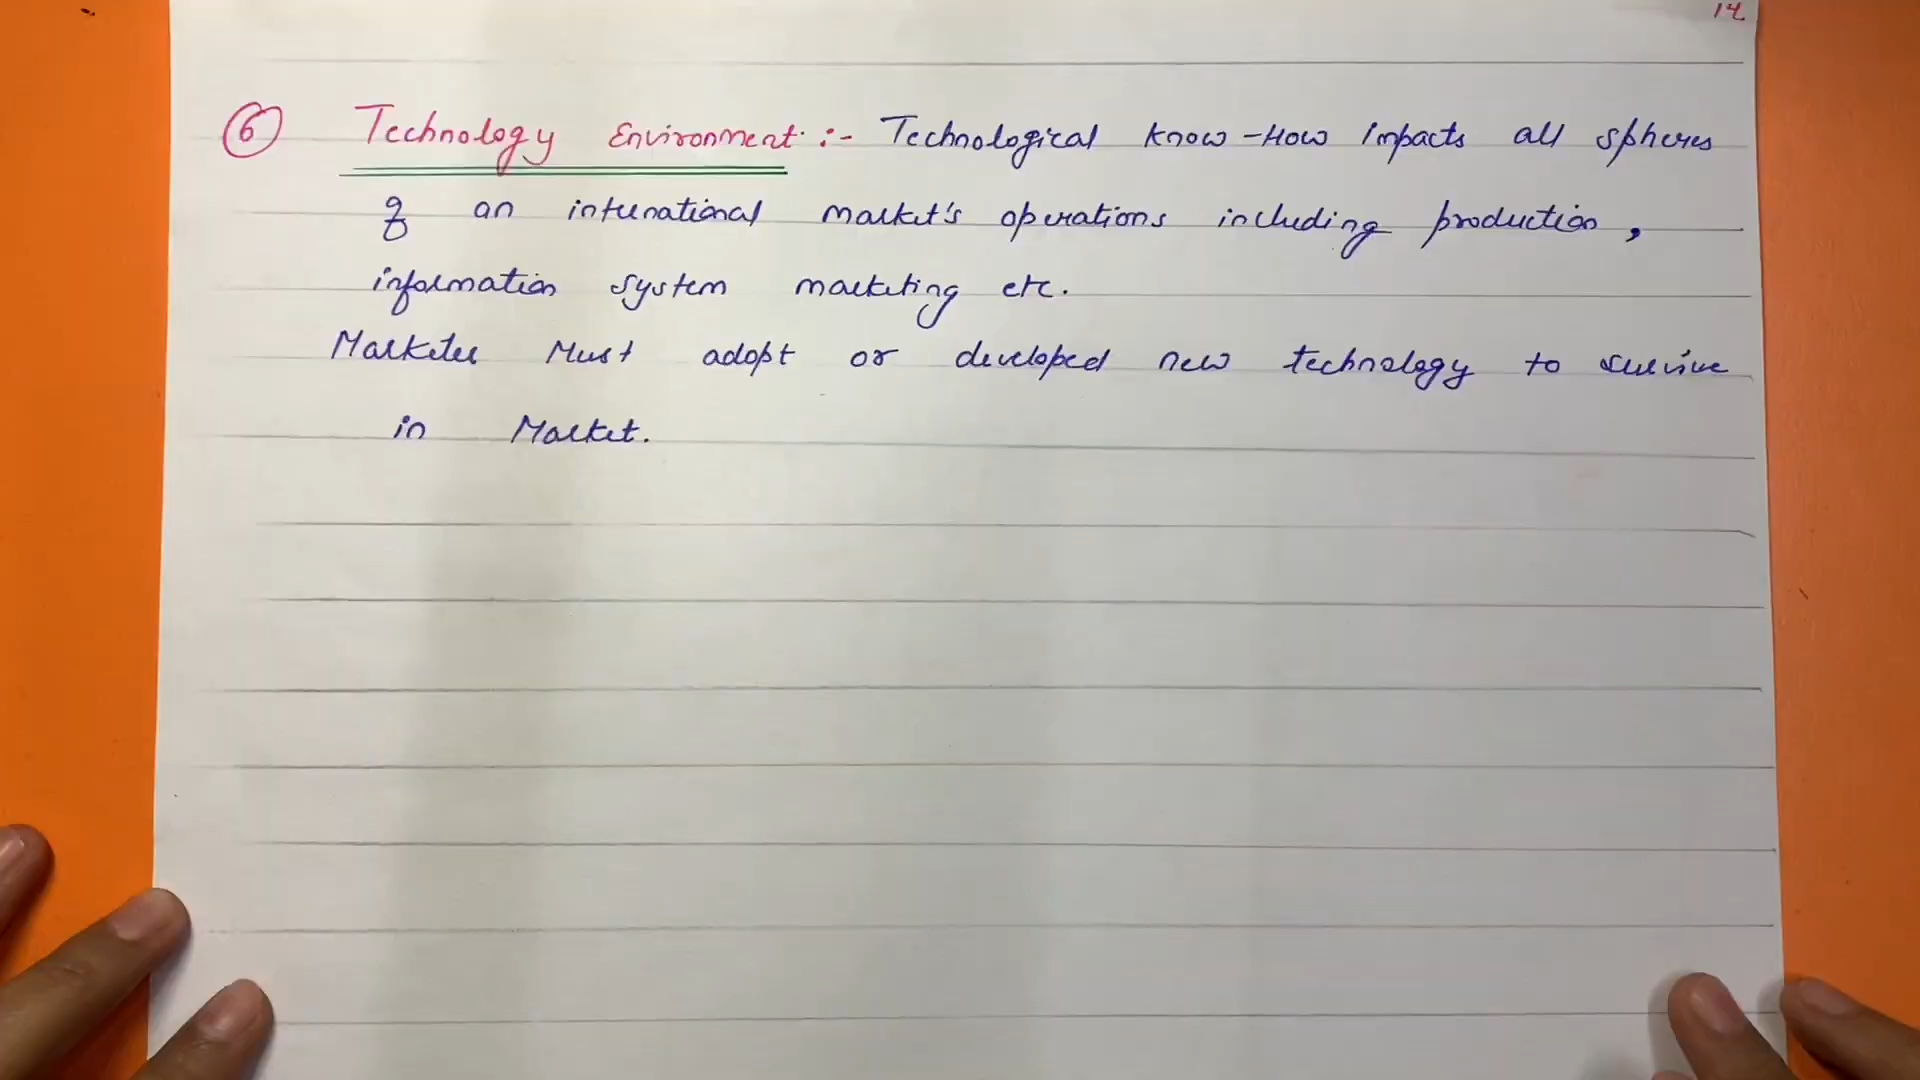 14
⑥ Technology Environment :- Technological Know-How impacts all spheres
of an international market's operations including production,
information system marketing etc.
Marketer Must adopt or developed new technology to survive
in Market.